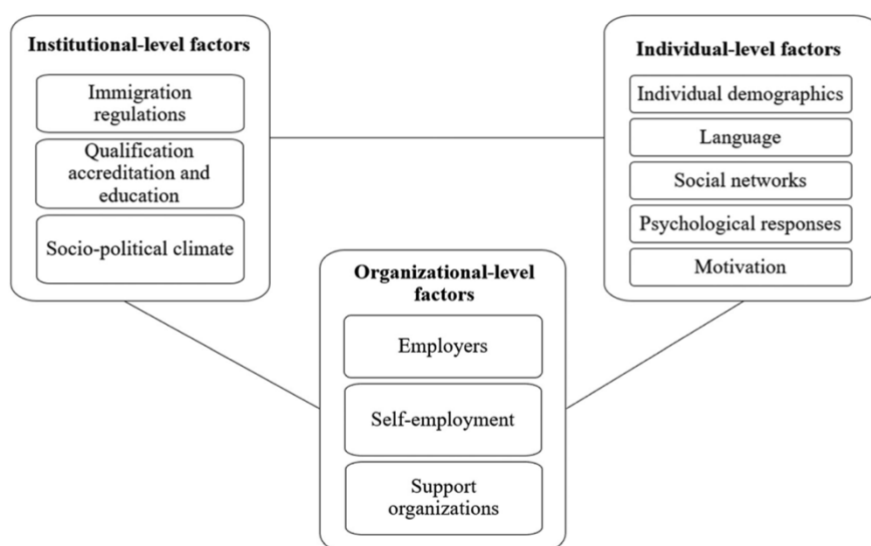 Institutional-level factors
Immigration
regulations
Qualification
accreditation and
education
Socio-political climate
Individual-level factors
Individual demographics
Language
Social networks
Psychological responses
Motivation
Organizational-level
factors
Employers
Self-employment
Support
organizations